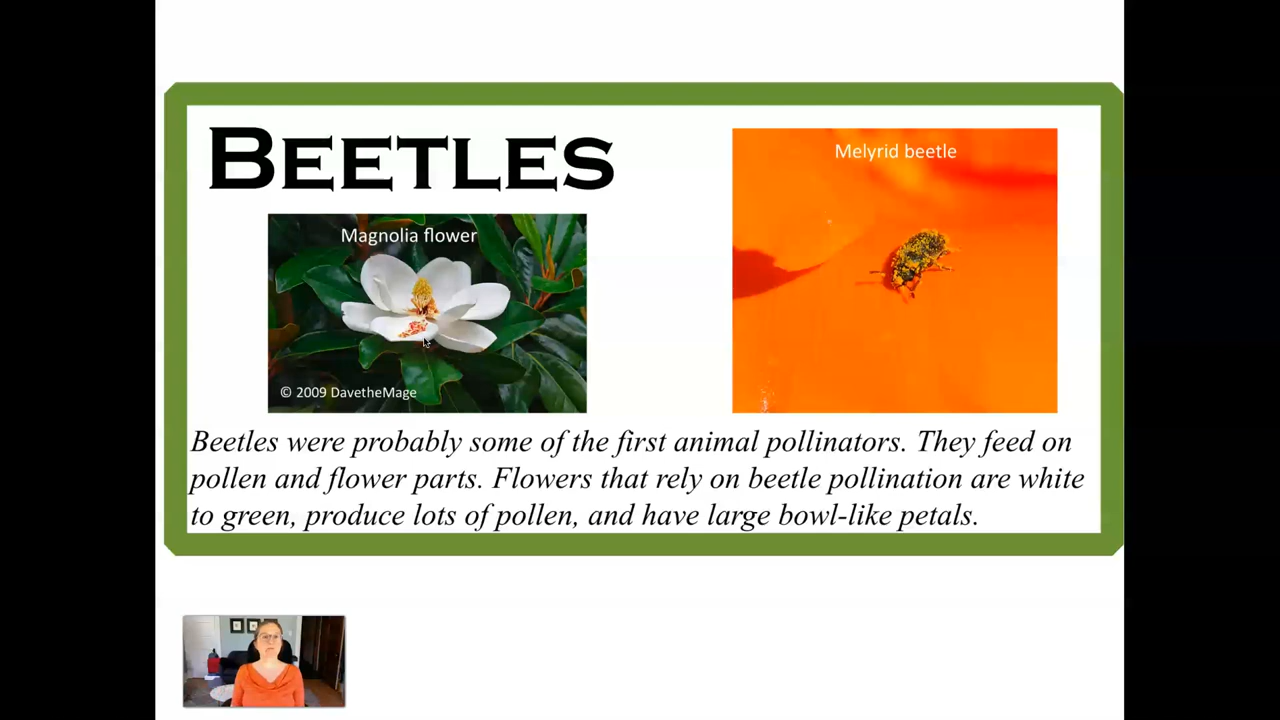 BEETLES
Melyrid beetle
Magnolia flower
© 2009 DavetheMage
Beetles were probably some of the first animal pollinators. They feed on
pollen and flower parts. Flowers that rely on beetle pollination are white
to green, produce lots of pollen, and have large bowl-like petals.